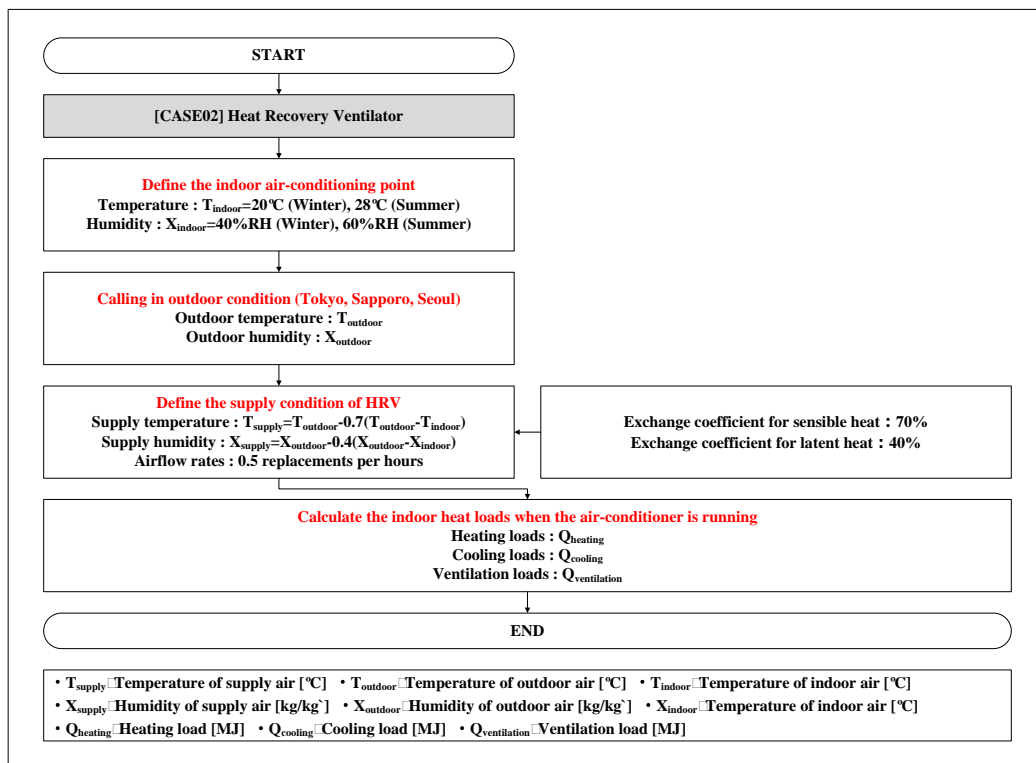 START
[CASE02] Heat Recovery Ventilator
Define the indoor air-conditioning point
Temperature : Tindoor=20℃ (Winter), 28℃ (Summer)
Humidity : Xindoor=40%RH (Winter), 60%RH (Summer)
Calling in outdoor condition (Tokyo, Sapporo, Seoul)
Outdoor temperature : Toutdoor
Outdoor humidity : Xoutdoor
Define the supply condition of HRV
Supply temperature : Tsupply=Toutdoor-0.7(Toutdoor-Tindoor)
Supply humidity : Xsupply=Xoutdoor-0.4(Xoutdoor-Xindoor)
Airflow rates : 0.5 replacements per hours
Exchange coefficient for sensible heat : 70%
Exchange coefficient for latent heat : 40%
Calculate the indoor heat loads when the air-conditioner is running
Heating loads : Qheating
Cooling loads : Qcooling
Ventilation loads : Qventilation
END
・Tsupply□Temperature of supply air [℃] ・Toutdoor□Temperature of outdoor air [℃] ・Tindoor□Temperature of indoor air [℃]
・Xsupply□Humidity of supply air [kg/kg`] ・Xoutdoor□Humidity of outdoor air [kg/kg`] ・Xindoor□Temperature of indoor air [℃]
・Qheating□Heating load [MJ] ・Qcooling□Cooling load [MJ] ・Qventilation□Ventilation load [MJ]